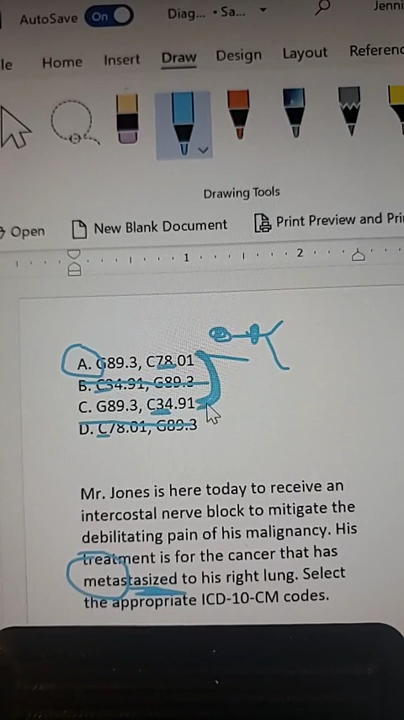 AutoSave On Diag... • Sa... Jenni
le Home Insert Draw Design Layout Referenc
Drawing Tools
Open New Blank Document Print Preview and Pri
1 2
A. G89.3, C78.01
B. C34.91, G89.3
C. G89.3, C34.91
D. C78.01, G89.3
Mr. Jones is here today to receive an
intercostal nerve block to mitigate the
debilitating pain of his malignancy. His
treatment is for the cancer that has
metastasized to his right lung. Select
the appropriate ICD-10-CM codes.